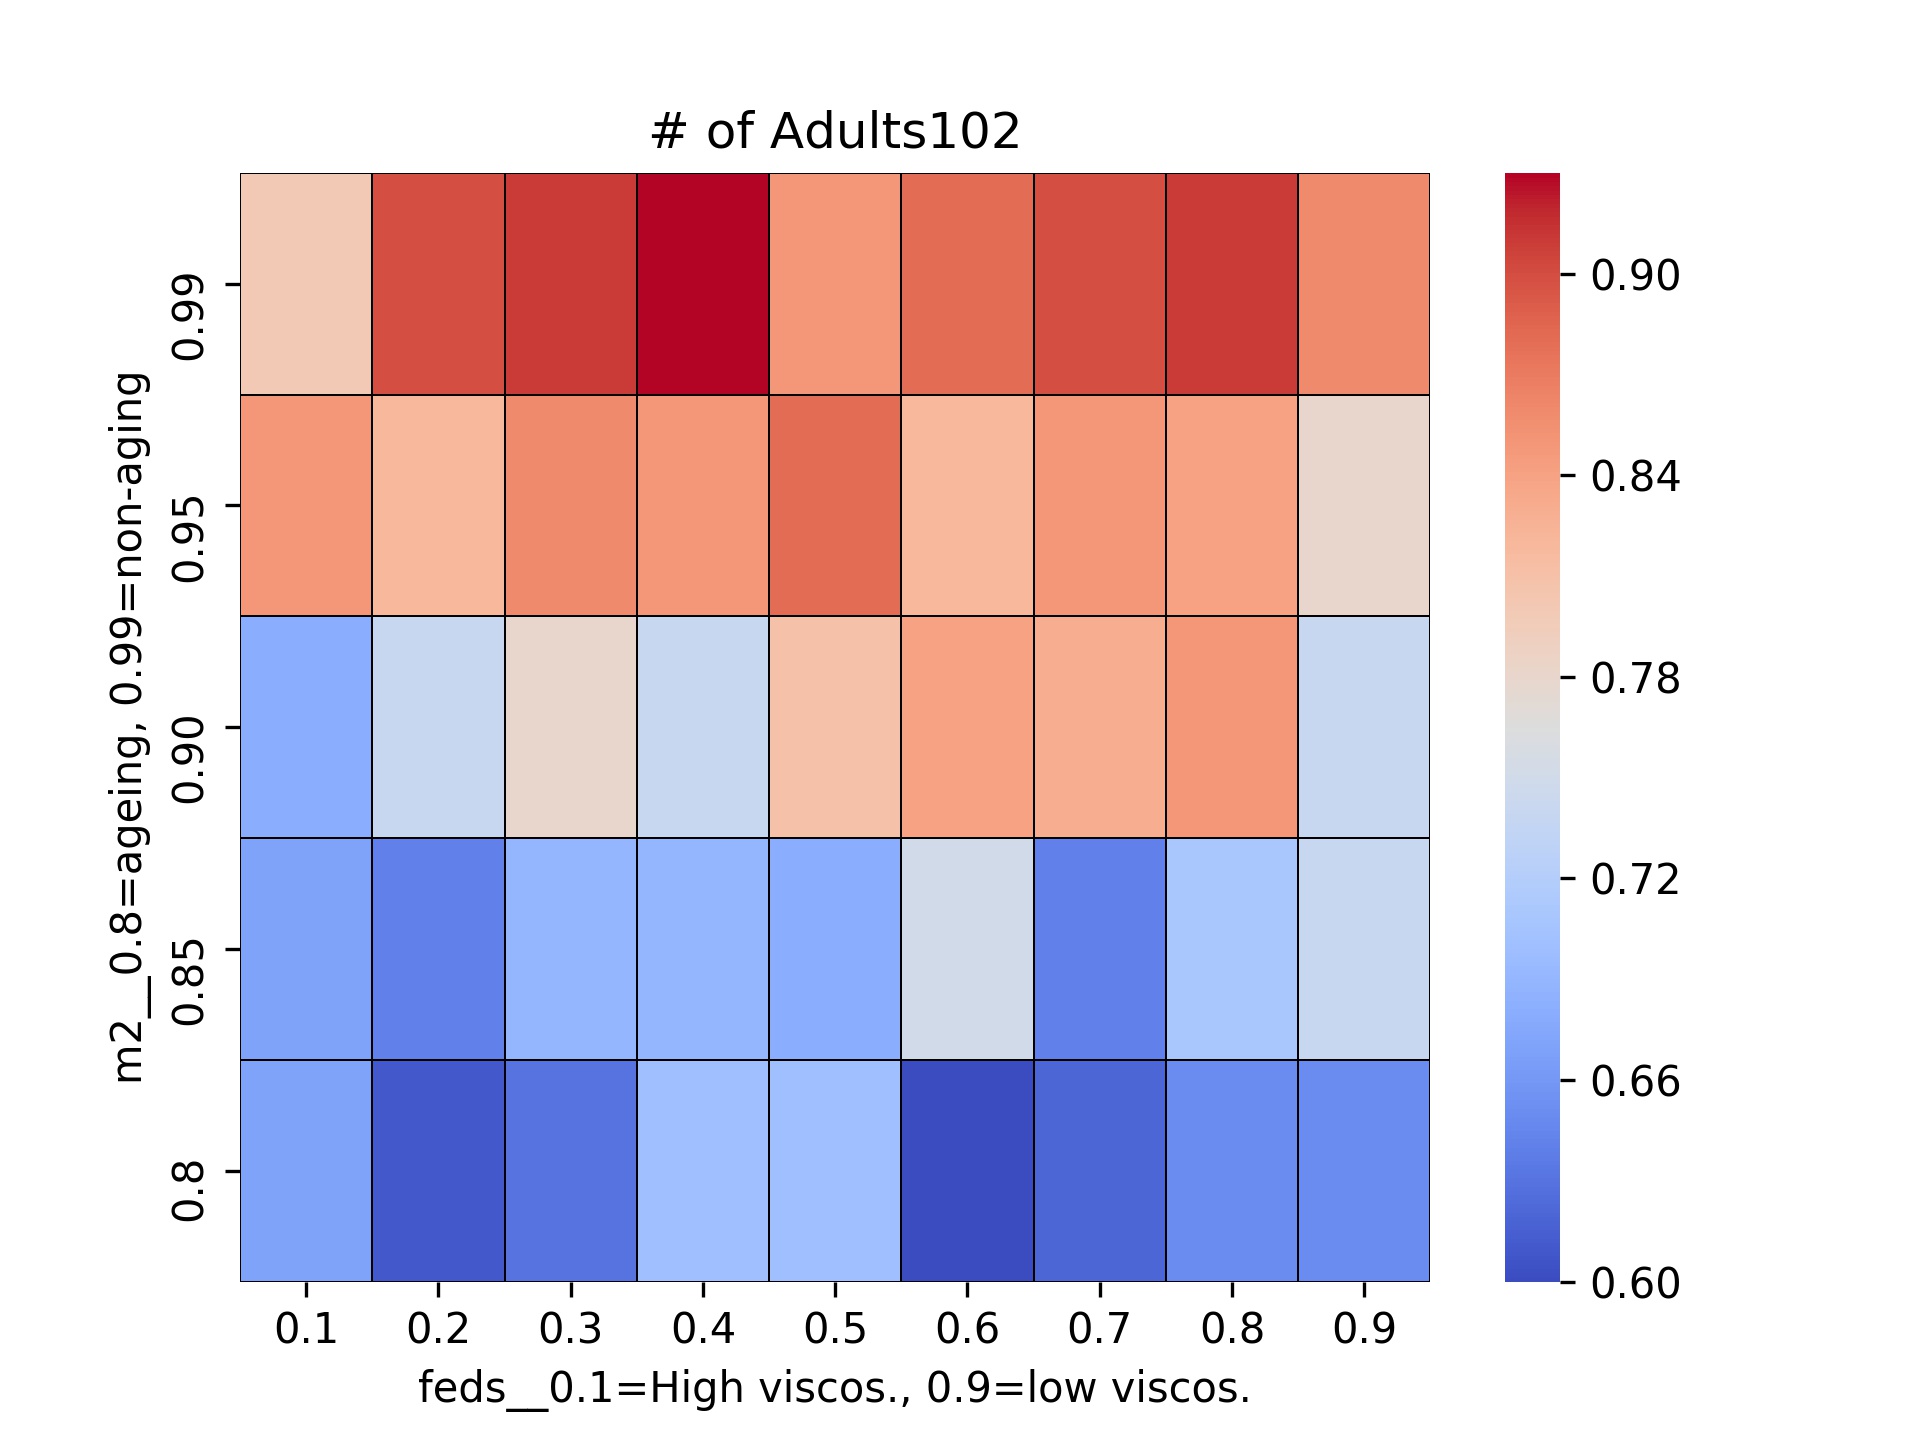 # of Adults102
m2__0.8=ageing, 0.99=non-aging
0.99
0.95
0.90
0.85
0.8
0.1 0.2 0.3 0.4 0.5 0.6 0.7 0.8 0.9
feds__0.1=High viscos., 0.9=low viscos.
0.90
0.84
0.78
0.72
0.66
0.60